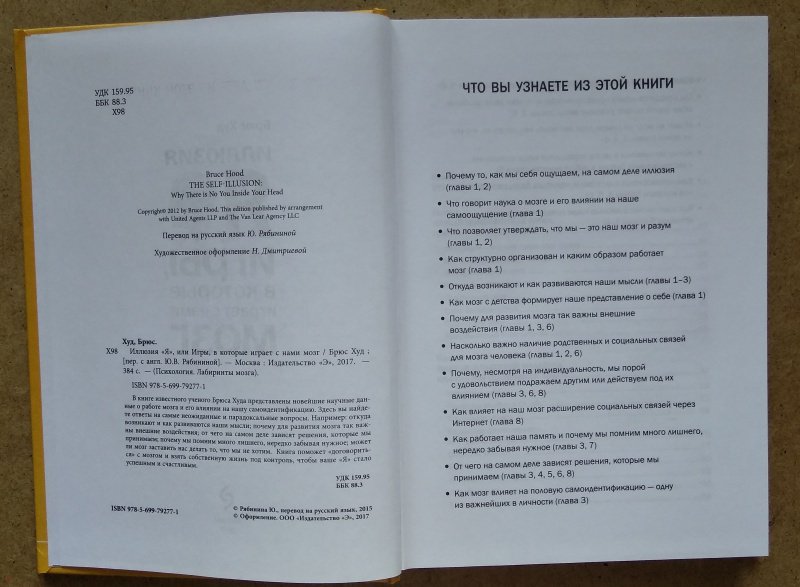 УДК 159.95
ББК 88.3
Х98
Bruce Hood
THE SELF ILLUSION:
Why There is No You Inside Your Head
Copyright© 2012 by Bruce Hood. This edition published by arrangement
with United Agents LLP and The Van Lear Agency LLC
Перевод на русский язык Ю. Рябининой
Художественное оформление Н. Дмитриевой
Худ, Брюс.
Х98 Иллюзия «Я», или Игры, в которые играет с нами мозг / Брюс Худ ;
[пер. с англ. Ю.В. Рябининой]. — Москва : Издательство «Э», 2017. —
384 с. — (Психология. Лабиринты мозга).
ISBN 978-5-699-79277-1
В книге известного ученого Брюса Худа представлены новейшие научные дан-
ные о работе мозга и его влиянии на нашу самоидентификацию. Здесь вы найде-
те ответы на самые неожиданные и парадоксальные вопросы. Например: откуда
возникают и как развиваются наши мысли; почему для развития мозга так важ-
ны внешние воздействия; от чего на самом деле зависят решения, которые мы
принимаем; почему мы помним много лишнего, нередко забывая нужное; может
ли мозг заставить нас делать то, что мы не хотим. Книга поможет «договорить-
ся» с мозгом и взять собственную жизнь под контроль, чтобы ваше «Я» стало
успешным и счастливым.
УДК 159.95
ББК 88.3
ISBN 978-5-699-79277-1
© Рябинина Ю., перевод на русский язык, 2015
© Оформление. ООО «Издательство «Э», 2017
ЧТО ВЫ УЗНАЕТЕ ИЗ ЭТОЙ КНИГИ
• Почему то, как мы себя ощущаем, на самом деле иллюзия
(главы 1, 2)
• Что говорит наука о мозге и его влиянии на наше
самоощущение (глава 1)
• Что позволяет утверждать, что мы — это наш мозг и разум
(главы 1, 2)
• Как структурно организован и каким образом работает
мозг (глава 1)
• Откуда возникают и как развиваются наши мысли (главы 1–3)
• Как мозг с детства формирует наше представление о себе (глава 1)
• Почему для развития мозга так важны внешние
воздействия (главы 1, 3, 6)
• Насколько важно наличие родственных и социальных связей
для мозга человека (главы 1, 2, 6)
• Почему, несмотря на индивидуальность, мы порой
с удовольствием подражаем другим или действуем под их
влиянием (главы 3, 6, 8)
• Как влияет на наш мозг расширение социальных связей через
Интернет (глава 8)
• Как работает наша память и почему мы помним много лишнего,
нередко забывая нужное (главы 3, 7)
• От чего на самом деле зависят решения, которые мы
принимаем (главы 3, 4, 5, 6, 8)
• Как мозг влияет на половую самоидентификацию — одну
из важнейших в личности (глава 3)